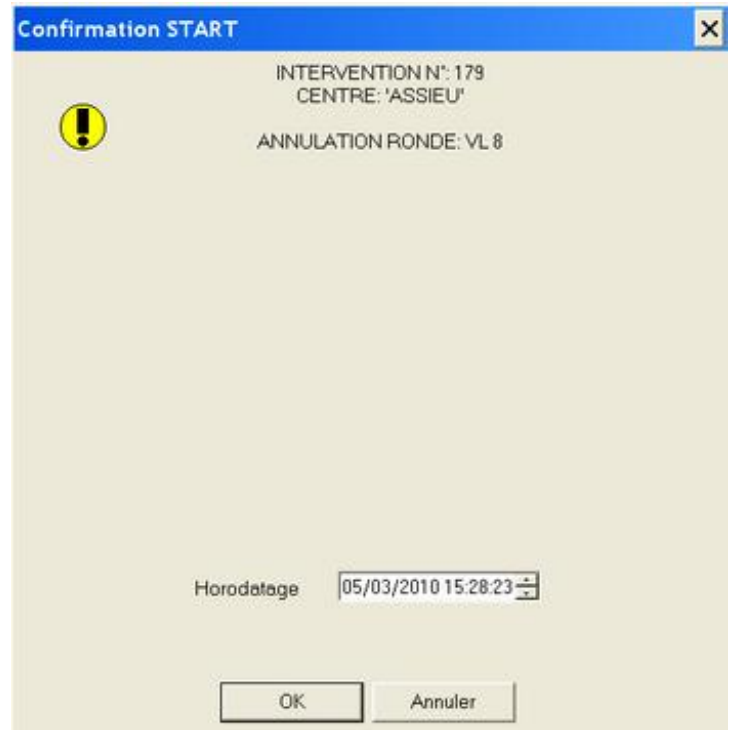 Confirmation START
INTERVENTION N°: 179
CENTRE: 'ASSIEU'
ANNULATION RONDE: VL 8
Horodatage 05/03/2010 15:28:23
OK Annuler